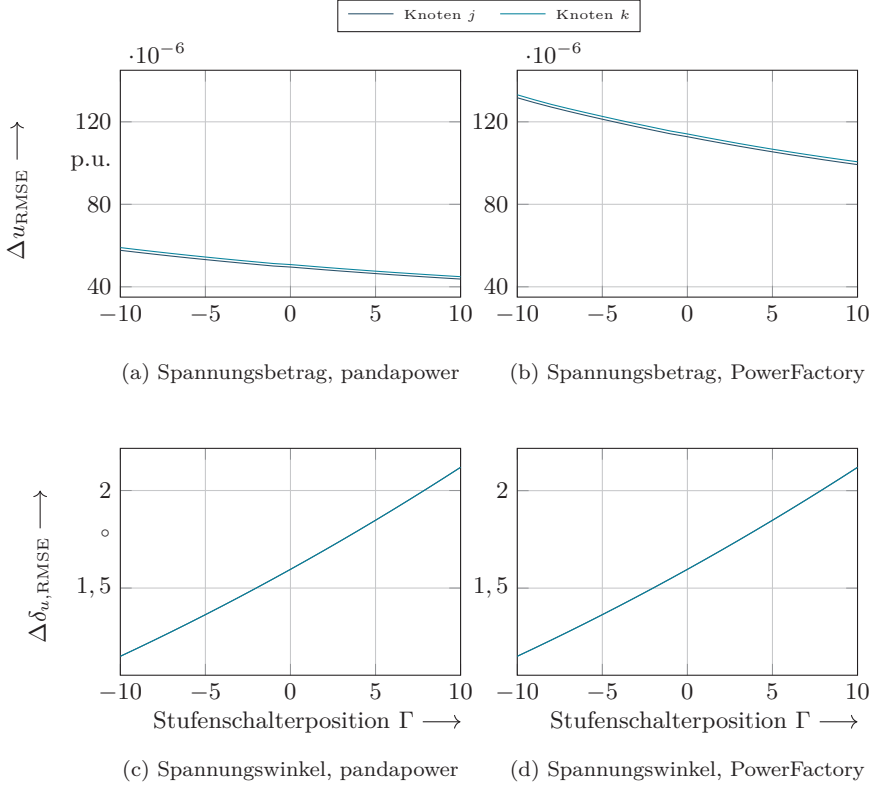 Knoten j Knoten k
·10⁻⁶ ·10⁻⁶
120 120
p.u.
80 80
40 40
Δu_RMSE ⟶
−10 −5 0 5 10 −10 −5 0 5 10
(a) Spannungsbetrag, pandapower (b) Spannungsbetrag, PowerFactory
2 2
°
1,5 1,5
Δδ_u,RMSE ⟶
−10 −5 0 5 10 −10 −5 0 5 10
Stufenschalterposition Γ ⟶ Stufenschalterposition Γ ⟶
(c) Spannungswinkel, pandapower (d) Spannungswinkel, PowerFactory